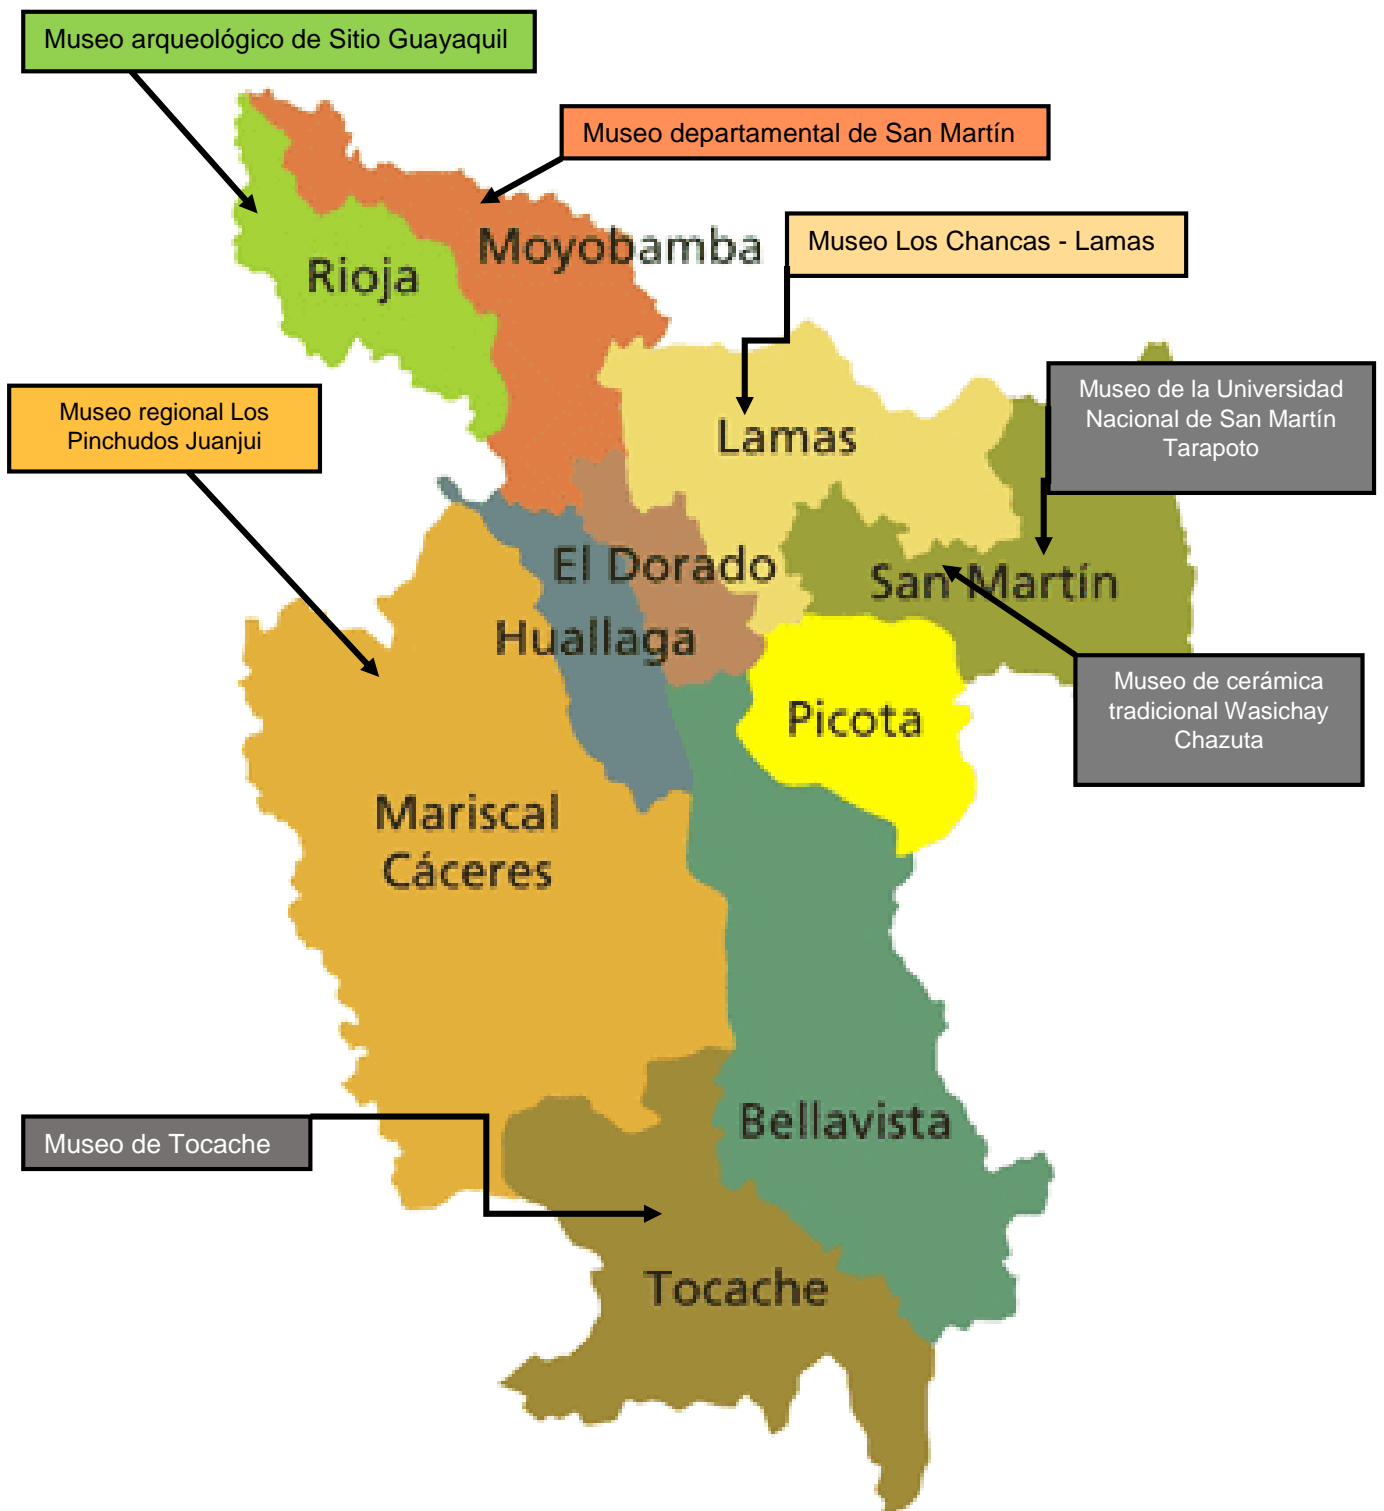 Museo arqueológico de Sitio Guayaquil
Museo departamental de San Martín
Museo Los Chancas - Lamas
Moyobamba
Rioja
Museo de la Universidad
Nacional de San Martín
Tarapoto
Museo regional Los
Pinchudos Juanjui
Lamas
El Dorado
San Martín
Huallaga
Museo de cerámica
tradicional Wasichay
Chazuta
Picota
Mariscal
Cáceres
Bellavista
Museo de Tocache
Tocache